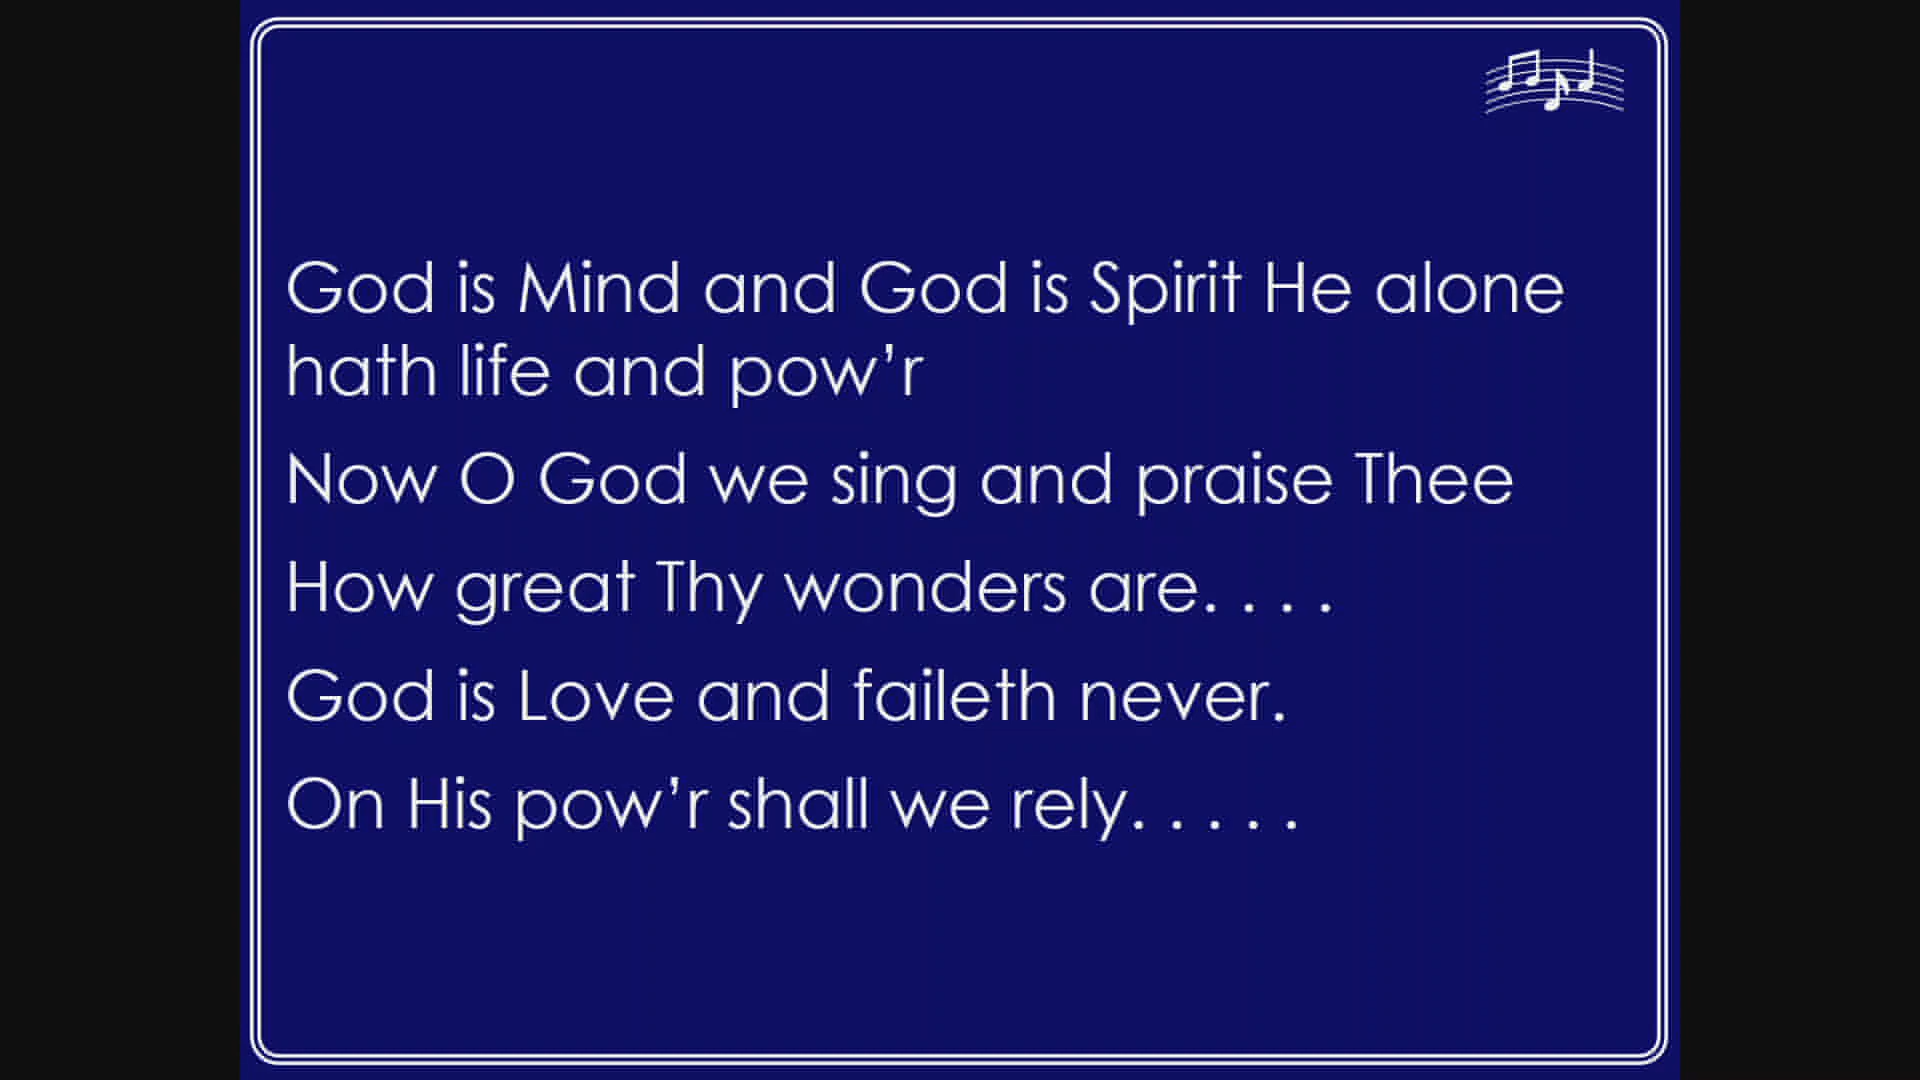 God is Mind and God is Spirit He alone
hath life and pow’r
Now O God we sing and praise Thee
How great Thy wonders are. . . .
God is Love and faileth never.
On His pow’r shall we rely. . . . .